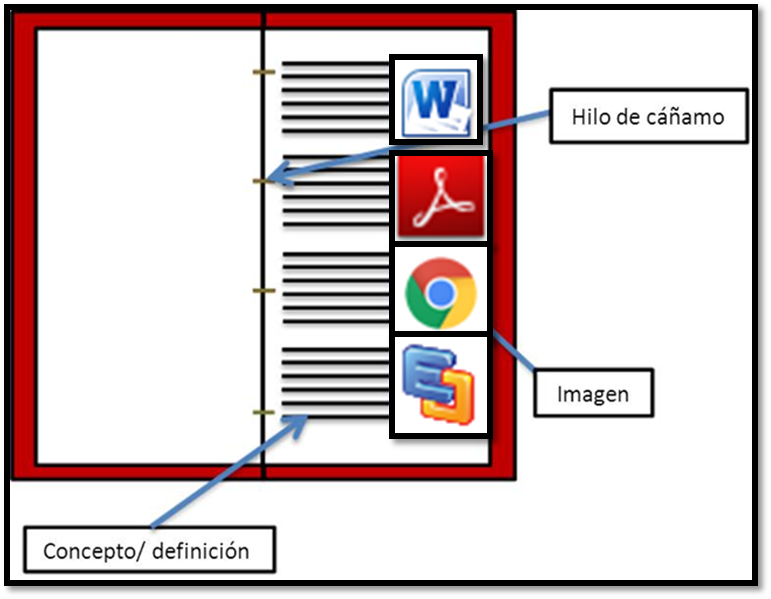 W
Hilo de cáñamo
Imagen
Concepto/ definición